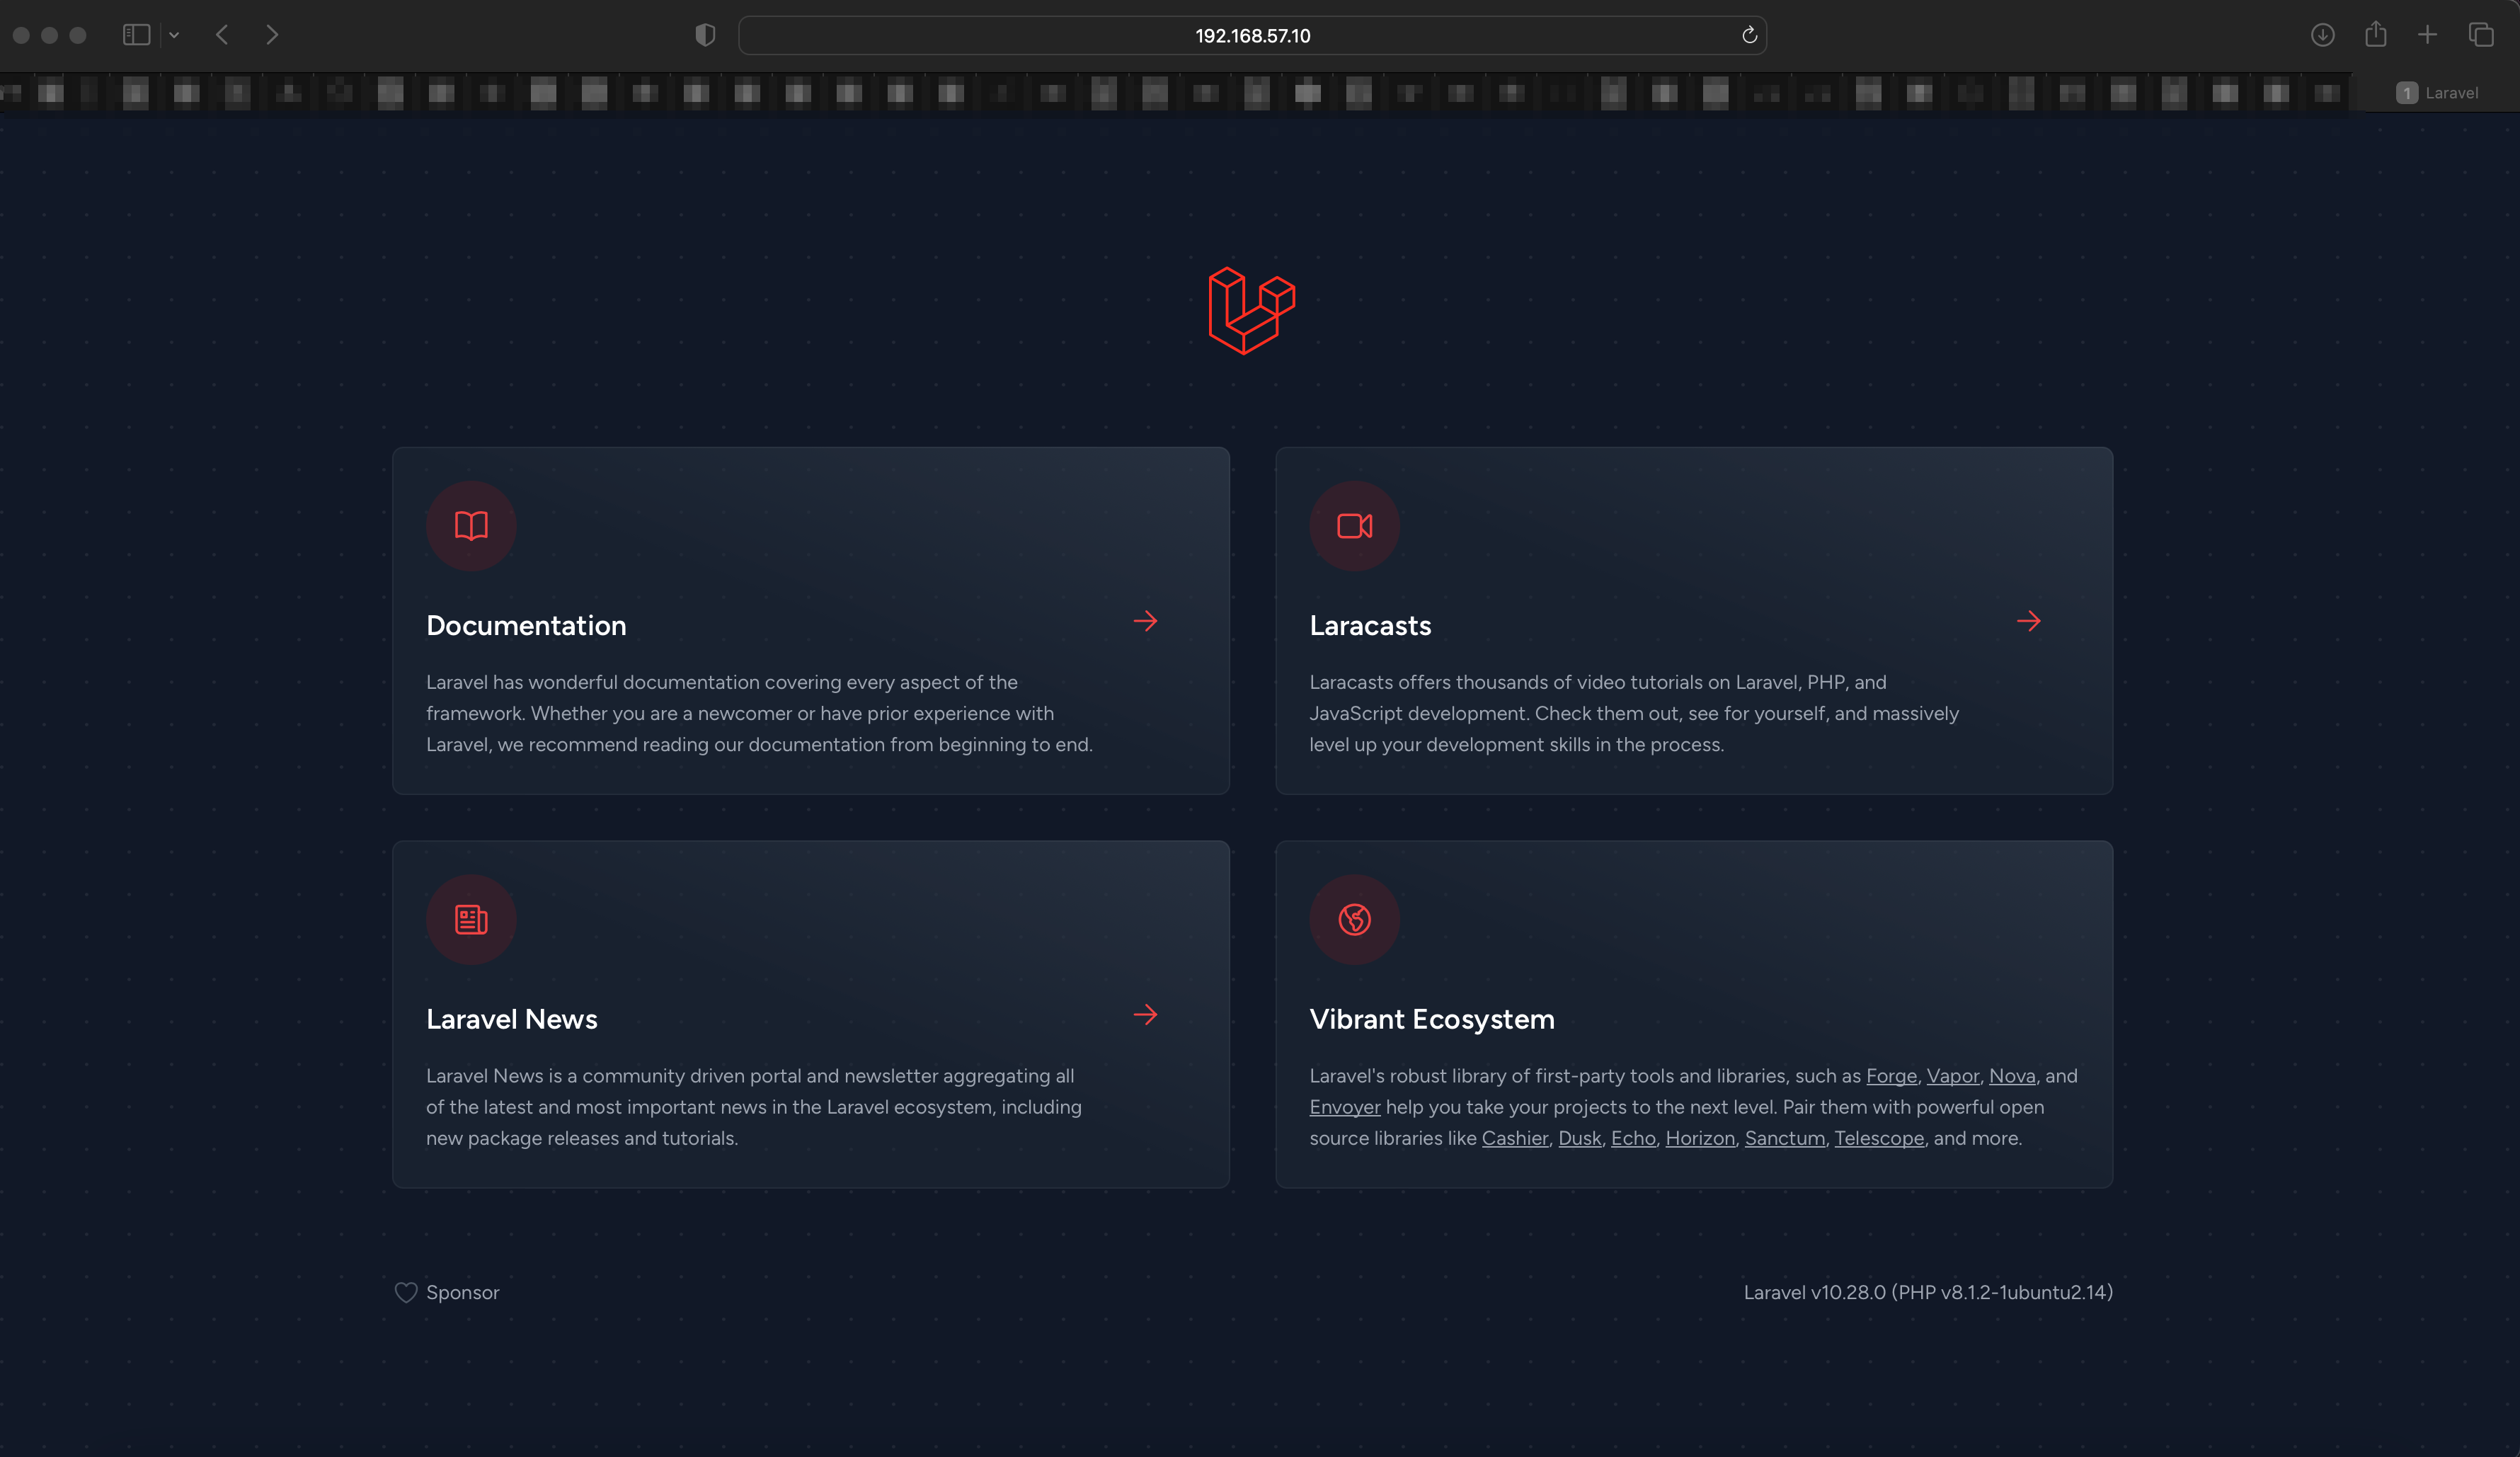 192.168.57.10
1 Laravel
Documentation
Laravel has wonderful documentation covering every aspect of the
framework. Whether you are a newcomer or have prior experience with
Laravel, we recommend reading our documentation from beginning to end.
Laracasts
Laracasts offers thousands of video tutorials on Laravel, PHP, and
JavaScript development. Check them out, see for yourself, and massively
level up your development skills in the process.
Laravel News
Laravel News is a community driven portal and newsletter aggregating all
of the latest and most important news in the Laravel ecosystem, including
new package releases and tutorials.
Vibrant Ecosystem
Laravel's robust library of first-party tools and libraries, such as Forge, Vapor, Nova, and
Envoyer help you take your projects to the next level. Pair them with powerful open
source libraries like Cashier, Dusk, Echo, Horizon, Sanctum, Telescope, and more.
Sponsor
Laravel v10.28.0 (PHP v8.1.2-1ubuntu2.14)